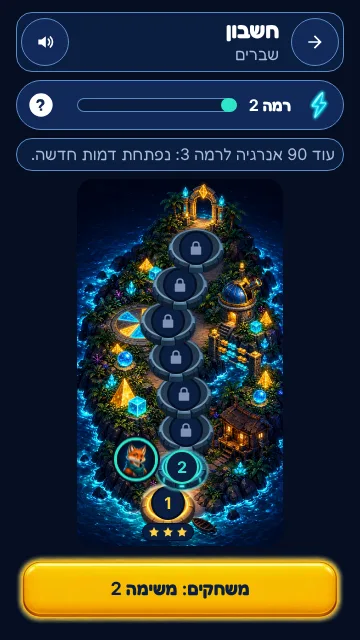 חשבון
שברים
רמה 2
?
עוד 90 אנרגיה לרמה 3: נפתחת דמות חדשה.
2
1
משחקים: משימה 2